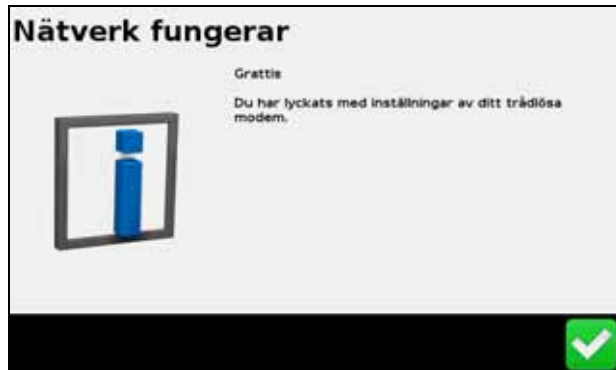 Nätverk fungerar
Grattis
Du har lyckats med inställningar av ditt trådlösa
modem.